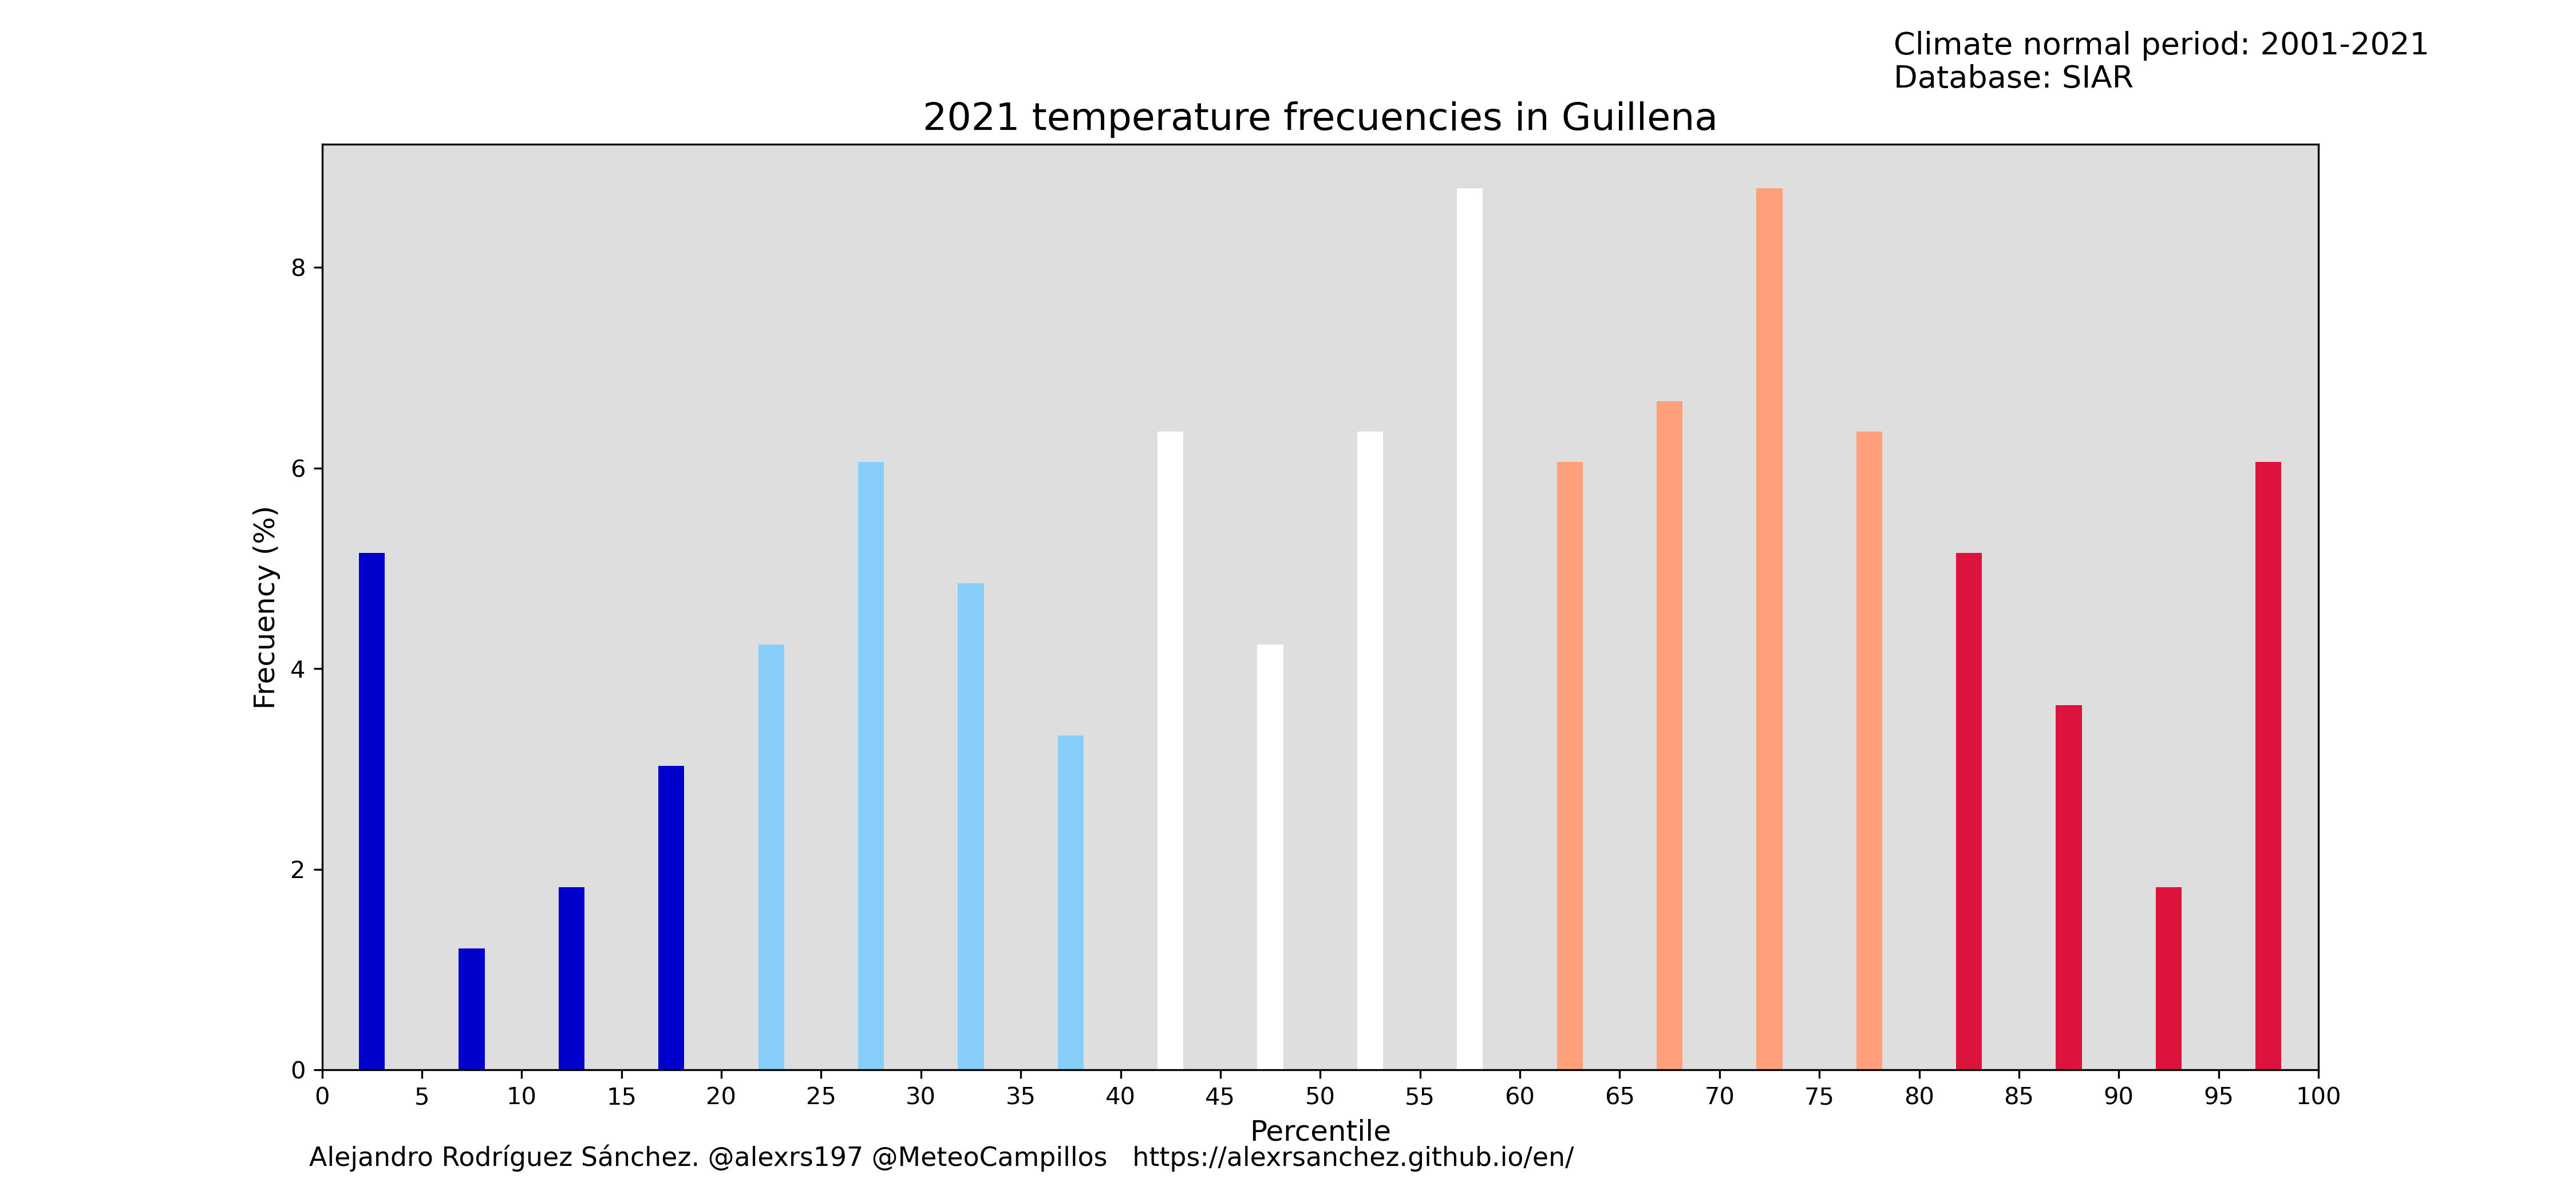 Climate normal period: 2001-2021
Database: SIAR
2021 temperature frecuencies in Guillena
Frecuency (%)
8
6
4
2
0
0 5 10 15 20 25 30 35 40 45 50 55 60 65 70 75 80 85 90 95 100
Percentile
Alejandro Rodríguez Sánchez. @alexrs197 @MeteoCampillos https://alexrsanchez.github.io/en/